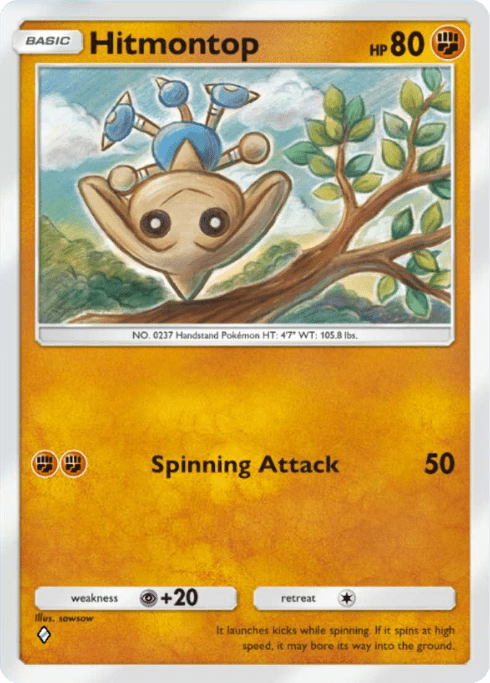 BASIC Hitmontop HP 80
NO. 0237 Handstand Pokémon HT: 4'7" WT: 105.8 lbs.
Spinning Attack 50
weakness +20 retreat
Illus. sowsow
It launches kicks while spinning. If it spins at high
speed, it may bore its way into the ground.